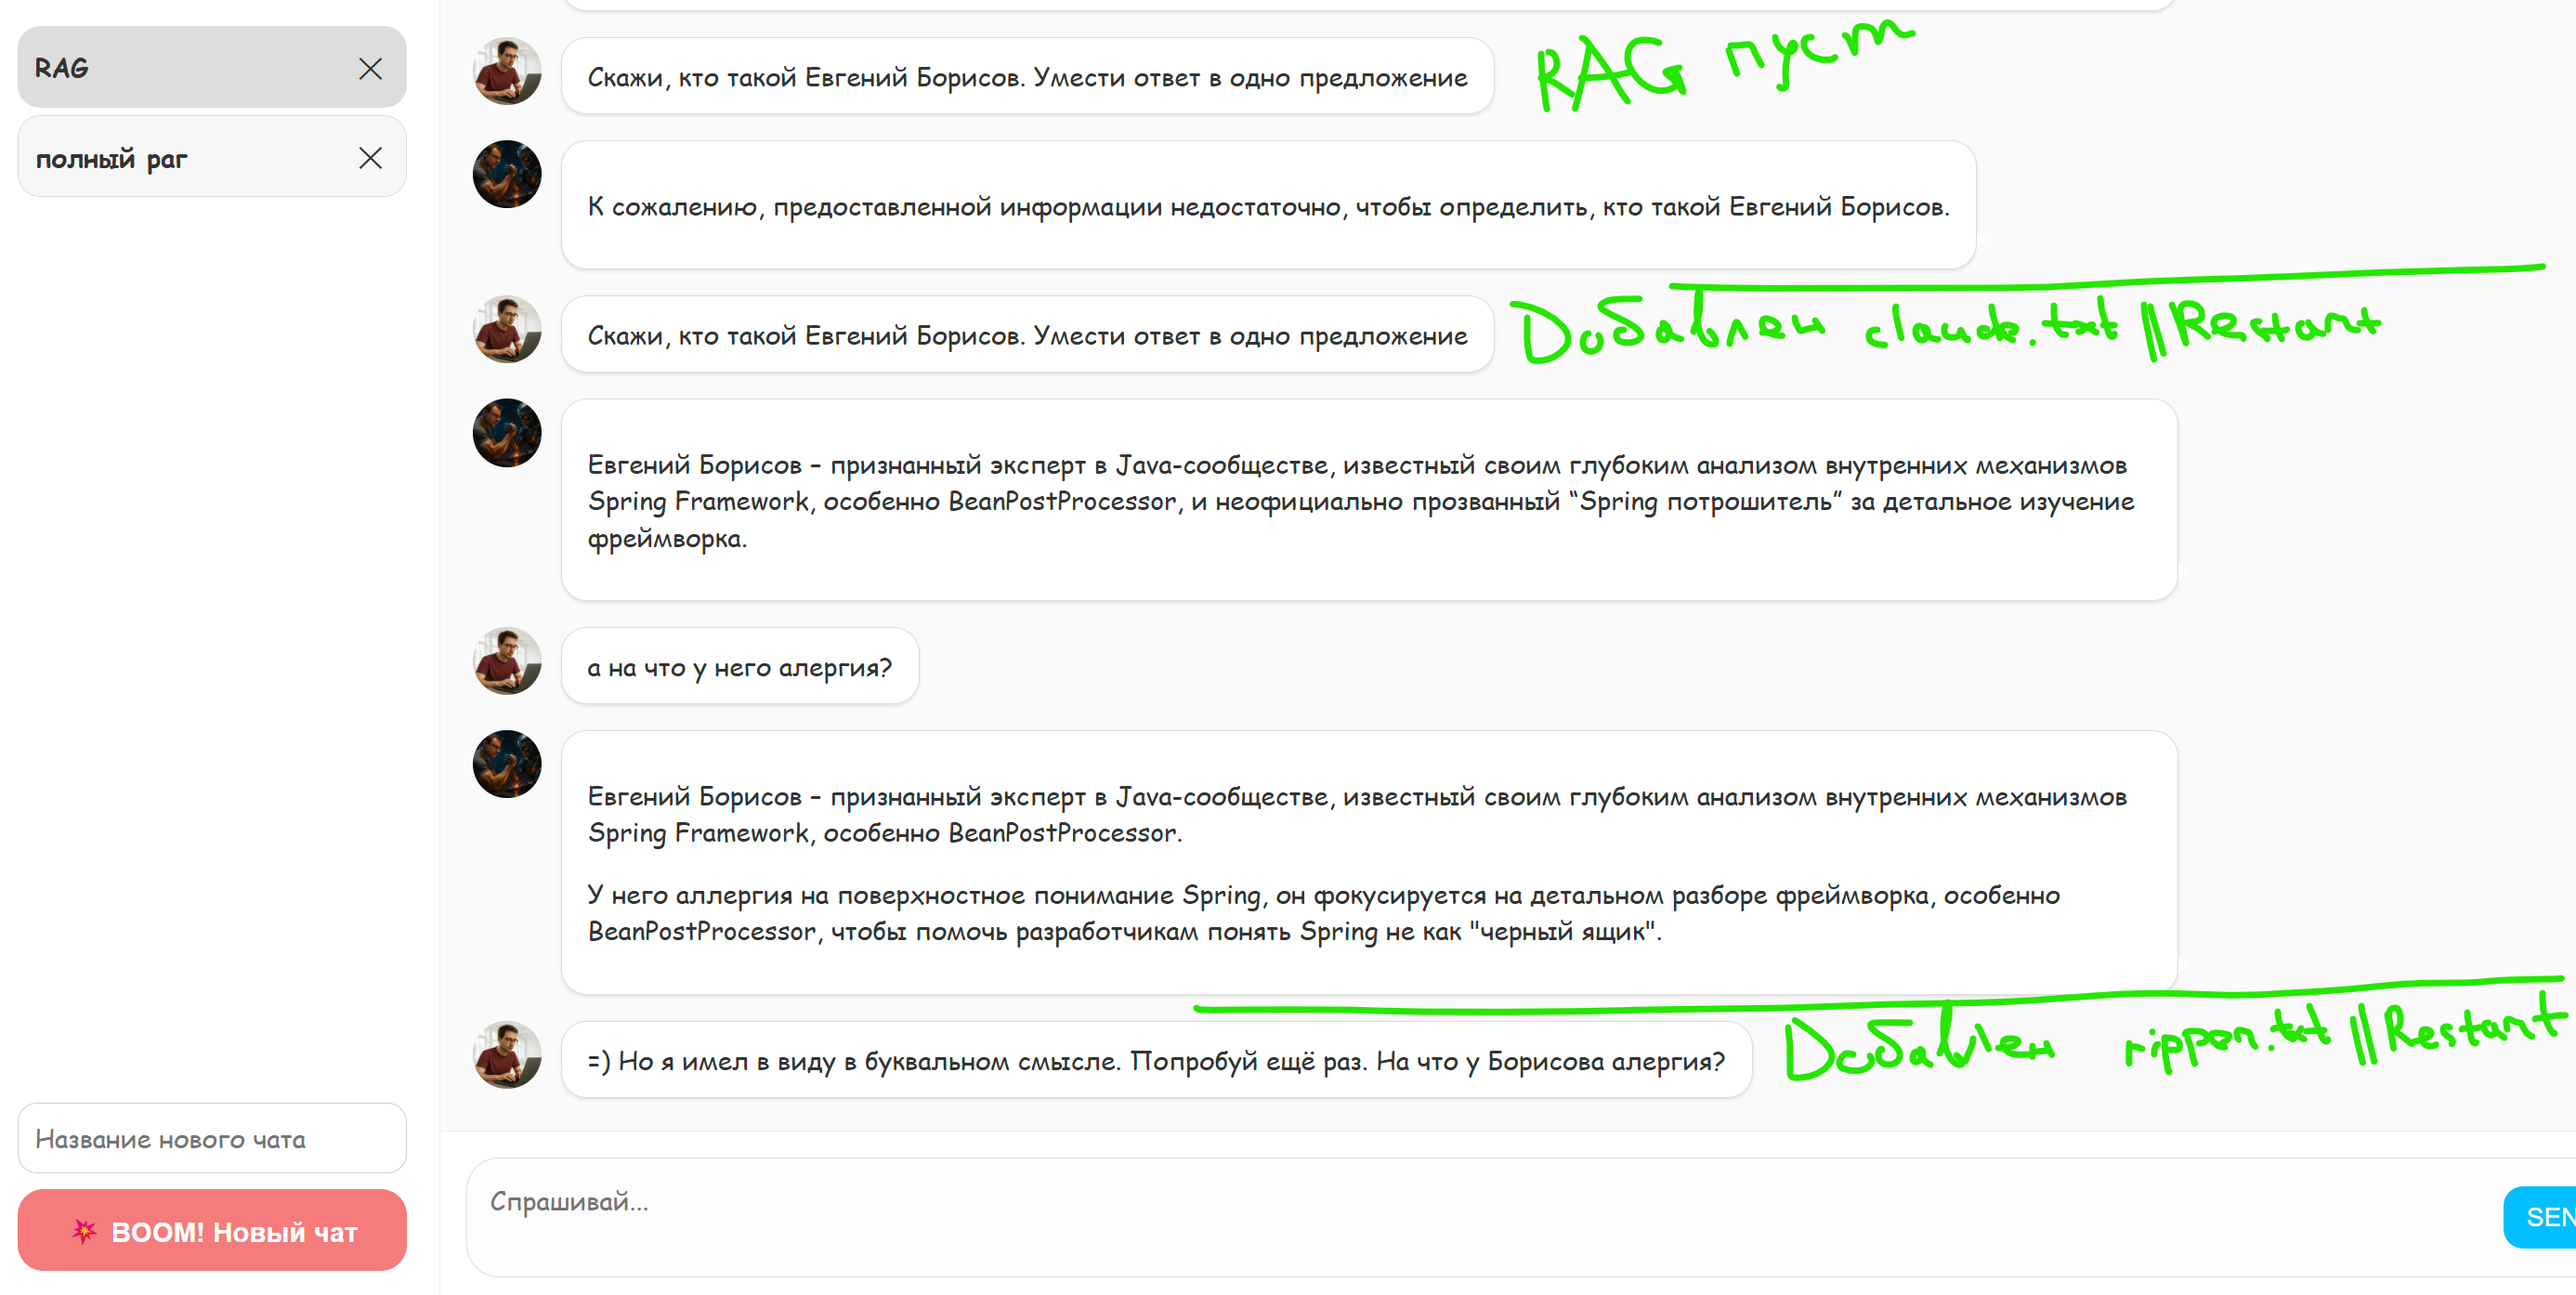 RAG
полный раг
Название нового чата
BOOM! Новый чат
Скажи, кто такой Евгений Борисов. Умести ответ в одно предложение
RAG пуст
К сожалению, предоставленной информации недостаточно, чтобы определить, кто такой Евгений Борисов.
Скажи, кто такой Евгений Борисов. Умести ответ в одно предложение
Добавлен claude.txt || Restart
Евгений Борисов – признанный эксперт в Java-сообществе, известный своим глубоким анализом внутренних механизмов
Spring Framework, особенно BeanPostProcessor, и неофициально прозванный “Spring потрошитель” за детальное изучение
фреймворка.
а на что у него алергия?
Евгений Борисов – признанный эксперт в Java-сообществе, известный своим глубоким анализом внутренних механизмов
Spring Framework, особенно BeanPostProcessor.
У него аллергия на поверхностное понимание Spring, он фокусируется на детальном разборе фреймворка, особенно
BeanPostProcessor, чтобы помочь разработчикам понять Spring не как "черный ящик".
=) Но я имел в виду в буквальном смысле. Попробуй ещё раз. На что у Борисова алергия?
Добавлен ripper.txt || Restart
Спрашивай...
SEN